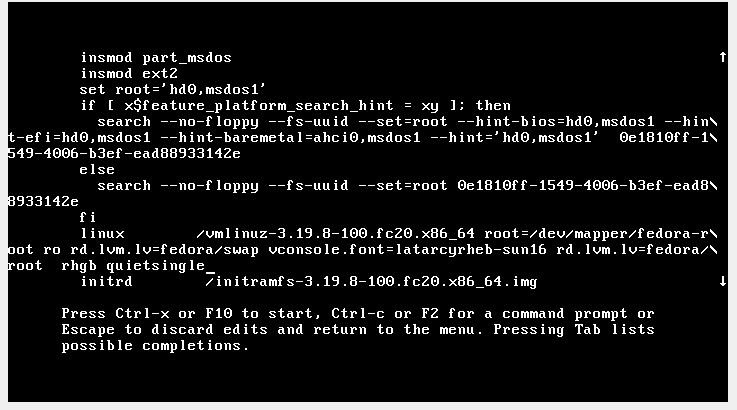 insmod part_msdos ↑
insmod ext2
set root='hd0,msdos1'
if [ x$feature_platform_search_hint = xy ]; then
search --no-floppy --fs-uuid --set=root --hint-bios=hd0,msdos1 --hin\
t-efi=hd0,msdos1 --hint-baremetal=ahci0,msdos1 --hint='hd0,msdos1'  0e1810ff-1\
549-4006-b3ef-ead88933142e
else
search --no-floppy --fs-uuid --set=root 0e1810ff-1549-4006-b3ef-ead8\
8933142e
fi
linux /vmlinuz-3.19.8-100.fc20.x86_64 root=/dev/mapper/fedora-r\
oot ro rd.lvm.lv=fedora/swap vconsole.font=latarcyrheb-sun16 rd.lvm.lv=fedora/\
root  rhgb quietsingle_
initrd /initramfs-3.19.8-100.fc20.x86_64.img ↓
Press Ctrl-x or F10 to start, Ctrl-c or F2 for a command prompt or
Escape to discard edits and return to the menu. Pressing Tab lists
possible completions.